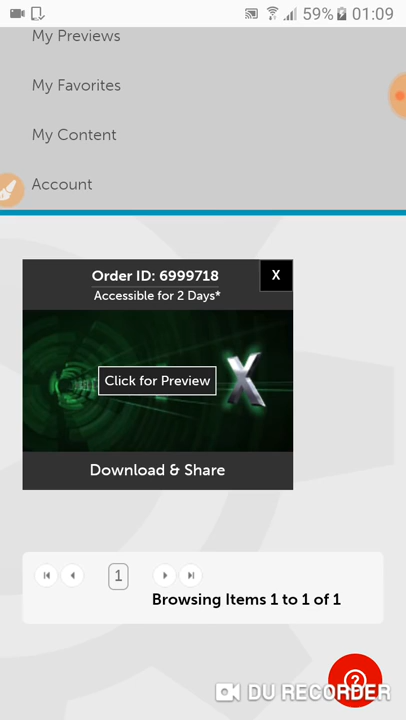 59% 01:09
My Previews
My Favorites
My Content
Account
Order ID: 6999718
X
Accessible for 2 Days*
Click for Preview
X
Download & Share
1
Browsing Items 1 to 1 of 1
?
DU RECORDER